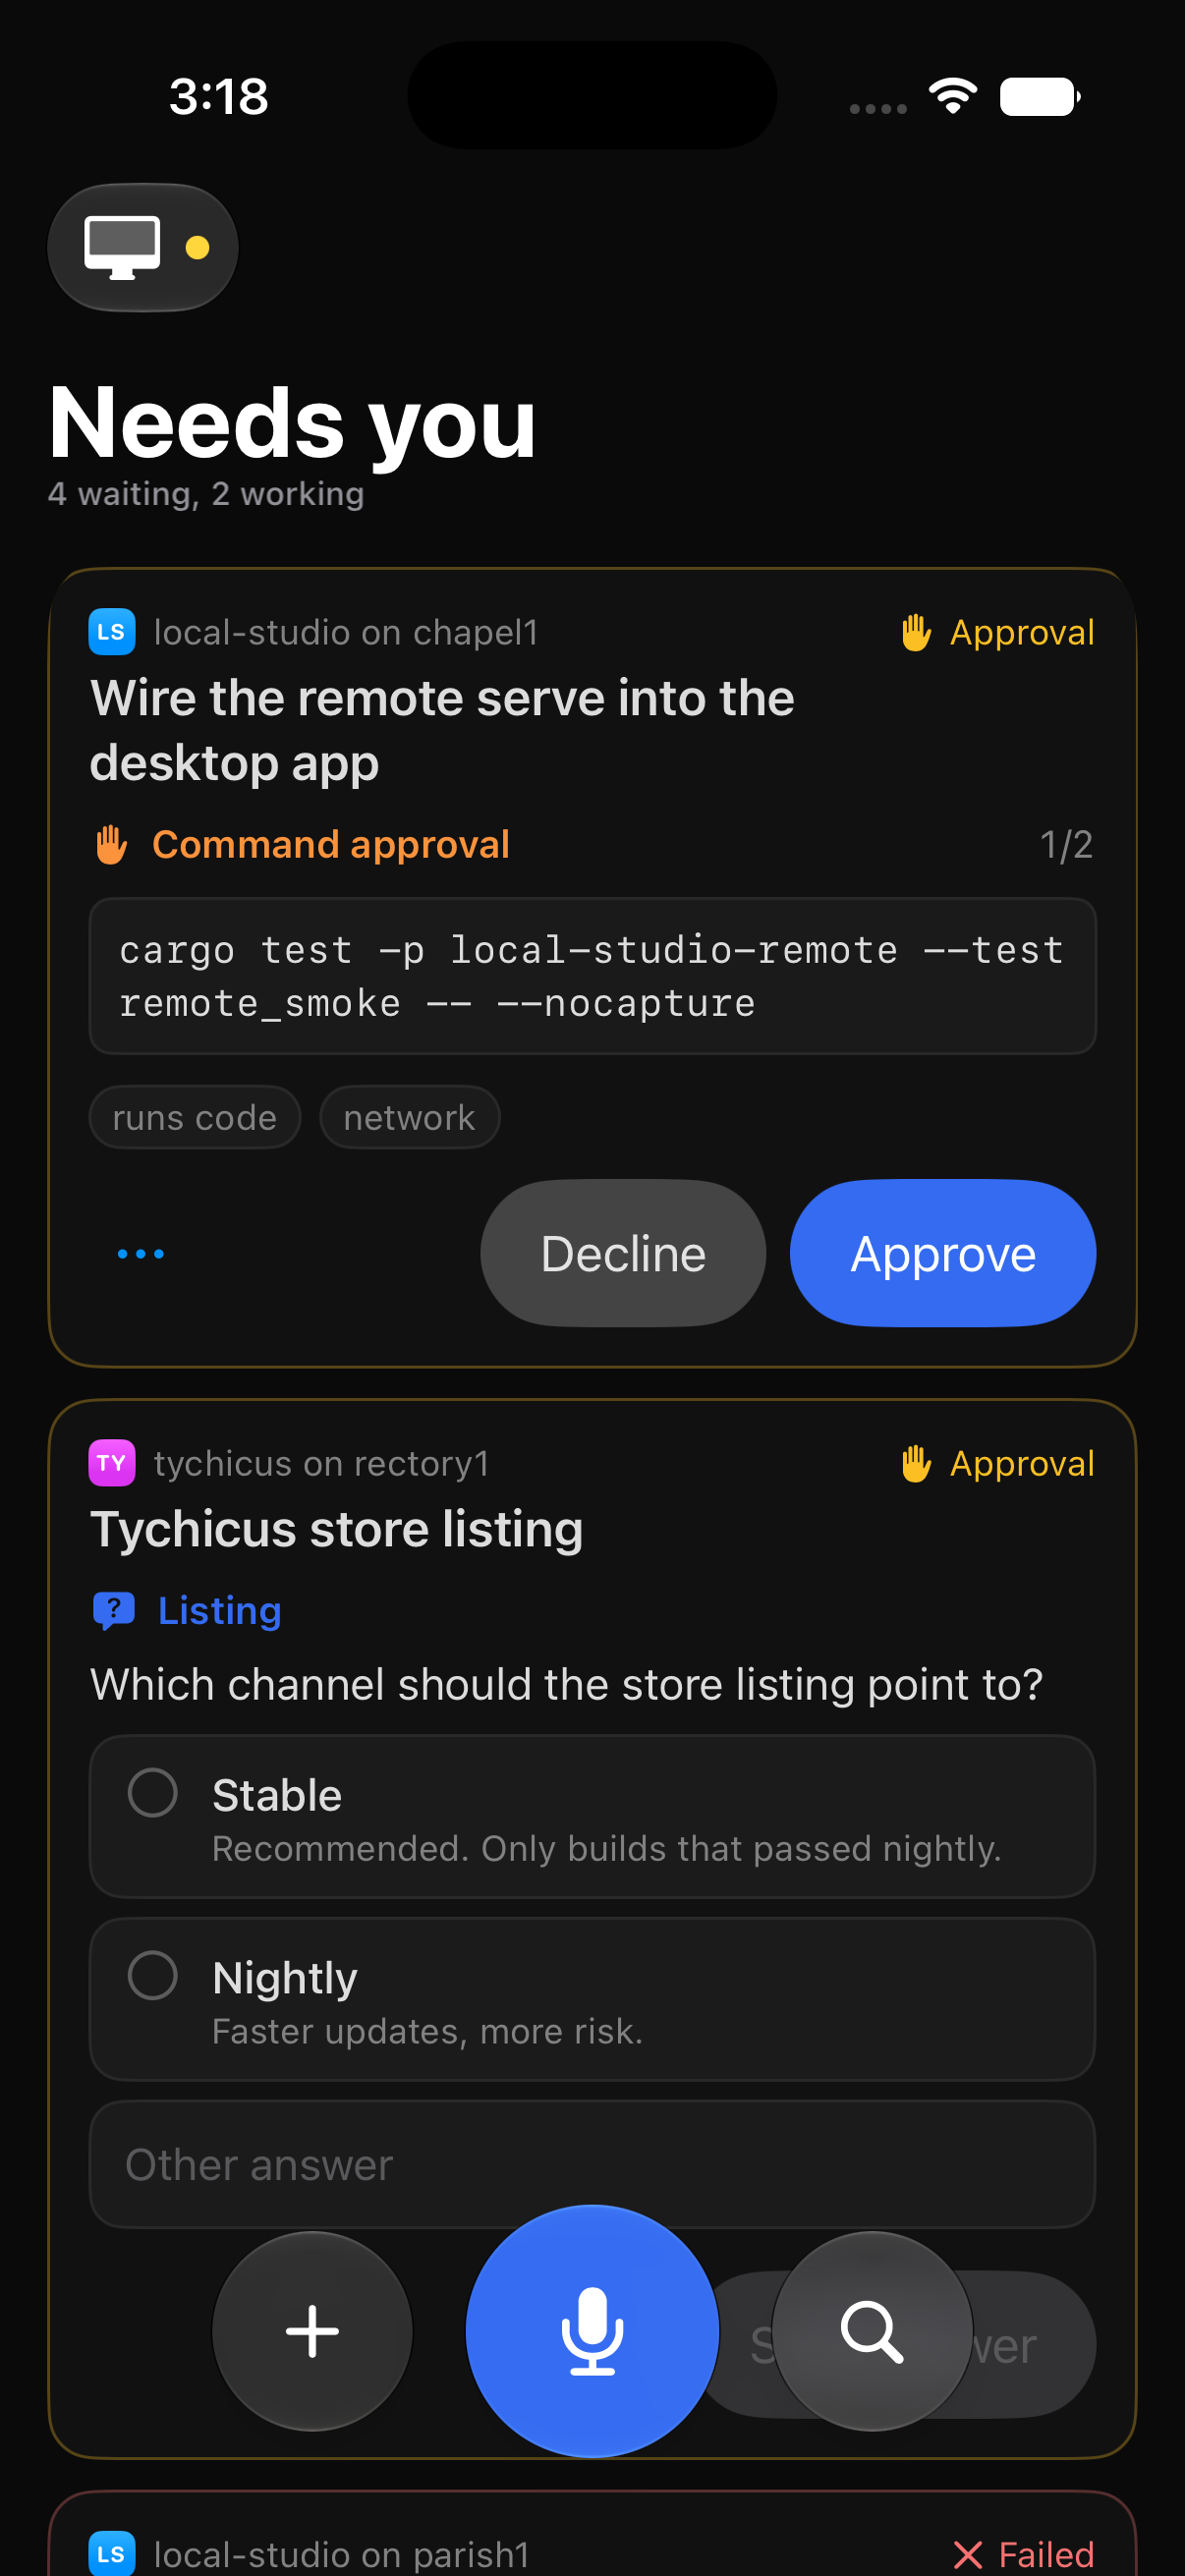 3:18
Needs you
4 waiting, 2 working
LS local-studio on chapel1 Approval
Wire the remote serve into the
desktop app
Command approval 1/2
cargo test -p local-studio-remote --test
remote_smoke -- --nocapture
runs code network
... Decline Approve
TY tychicus on rectory1 Approval
Tychicus store listing
? Listing
Which channel should the store listing point to?
Stable
Recommended. Only builds that passed nightly.
Nightly
Faster updates, more risk.
Other answer
LS local-studio on parish1 Failed